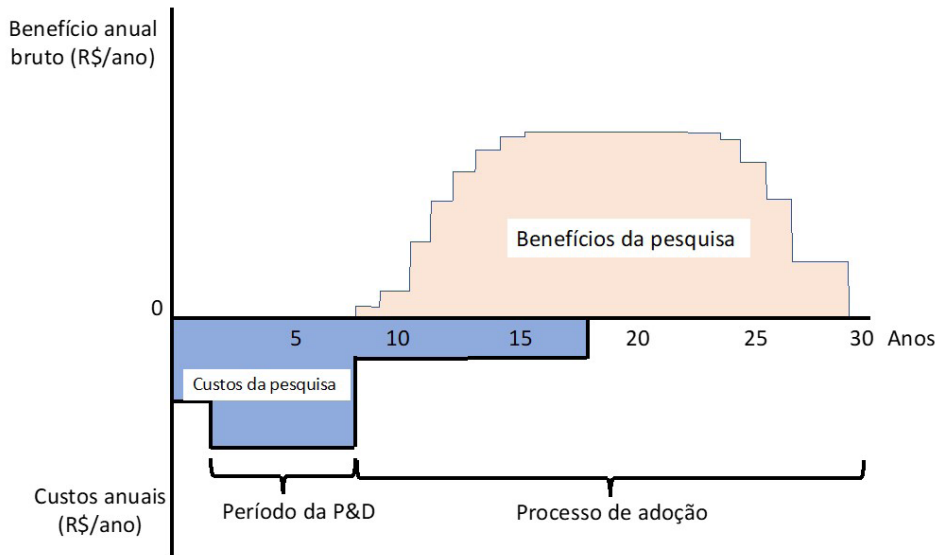 Benefício anual
bruto (R$/ano)
Benefícios da pesquisa
0
5 10 15 20 25 30 Anos
Custos da pesquisa
Custos anuais
(R$/ano)
Período da P&D
Processo de adoção